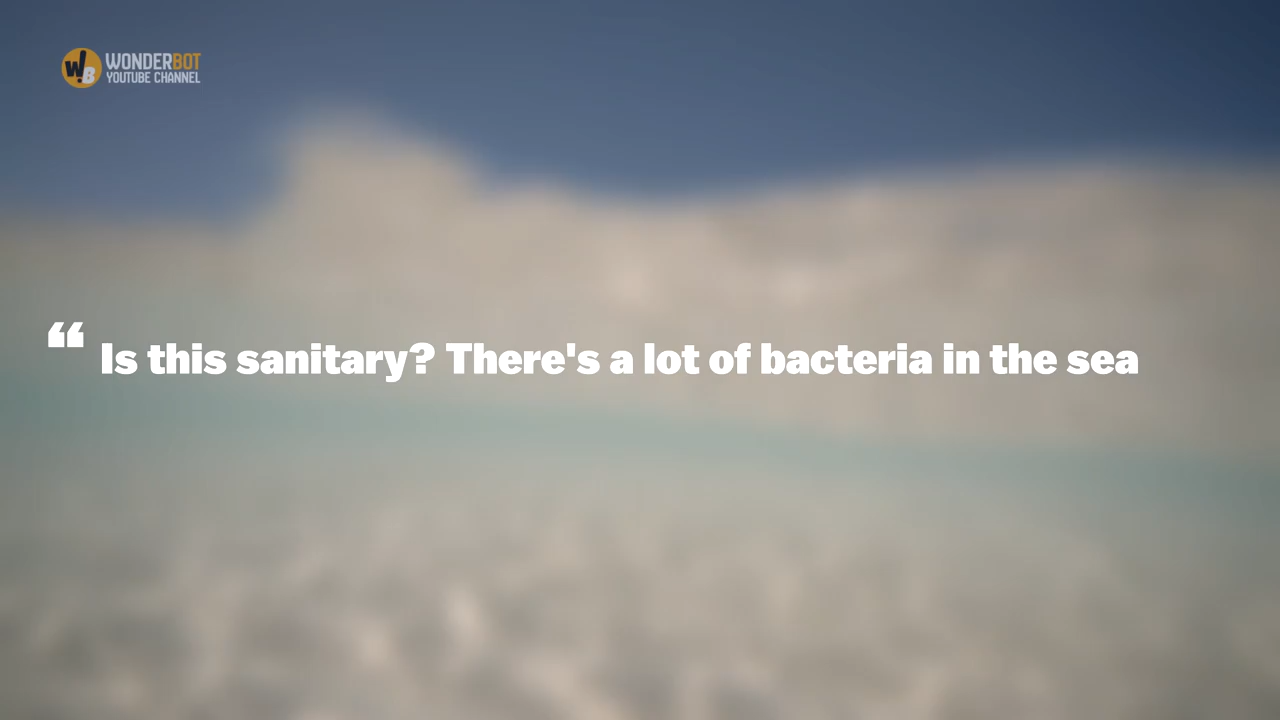 WONDERBOT
YOUTUBE CHANNEL
“ Is this sanitary? There's a lot of bacteria in the sea